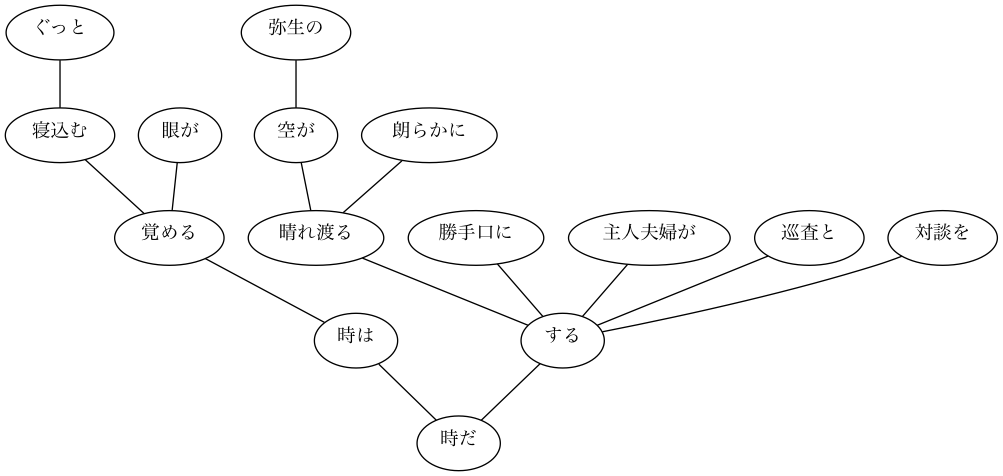 ぐっと
弥生の
寝込む
眼が
空が
朗らかに
覚める
晴れ渡る
勝手口に
主人夫婦が
巡査と
対談を
時は
する
時だ